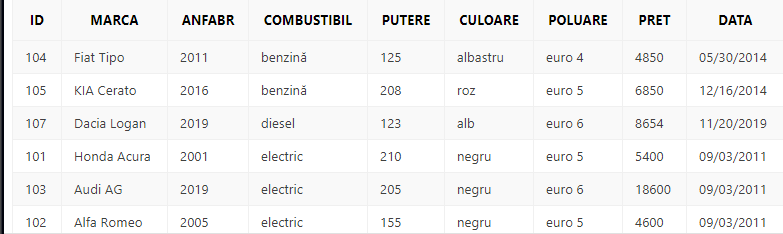 ID MARCA ANFABR COMBUSTIBIL PUTERE CULOARE POLUARE PRET DATA
104 Fiat Tipo 2011 benzină 125 albastru euro 4 4850 05/30/2014
105 KIA Cerato 2016 benzină 208 roz euro 5 6850 12/16/2014
107 Dacia Logan 2019 diesel 123 alb euro 6 8654 11/20/2019
101 Honda Acura 2001 electric 210 negru euro 5 5400 09/03/2011
103 Audi AG 2019 electric 205 negru euro 6 18600 09/03/2011
102 Alfa Romeo 2005 electric 155 negru euro 5 4600 09/03/2011